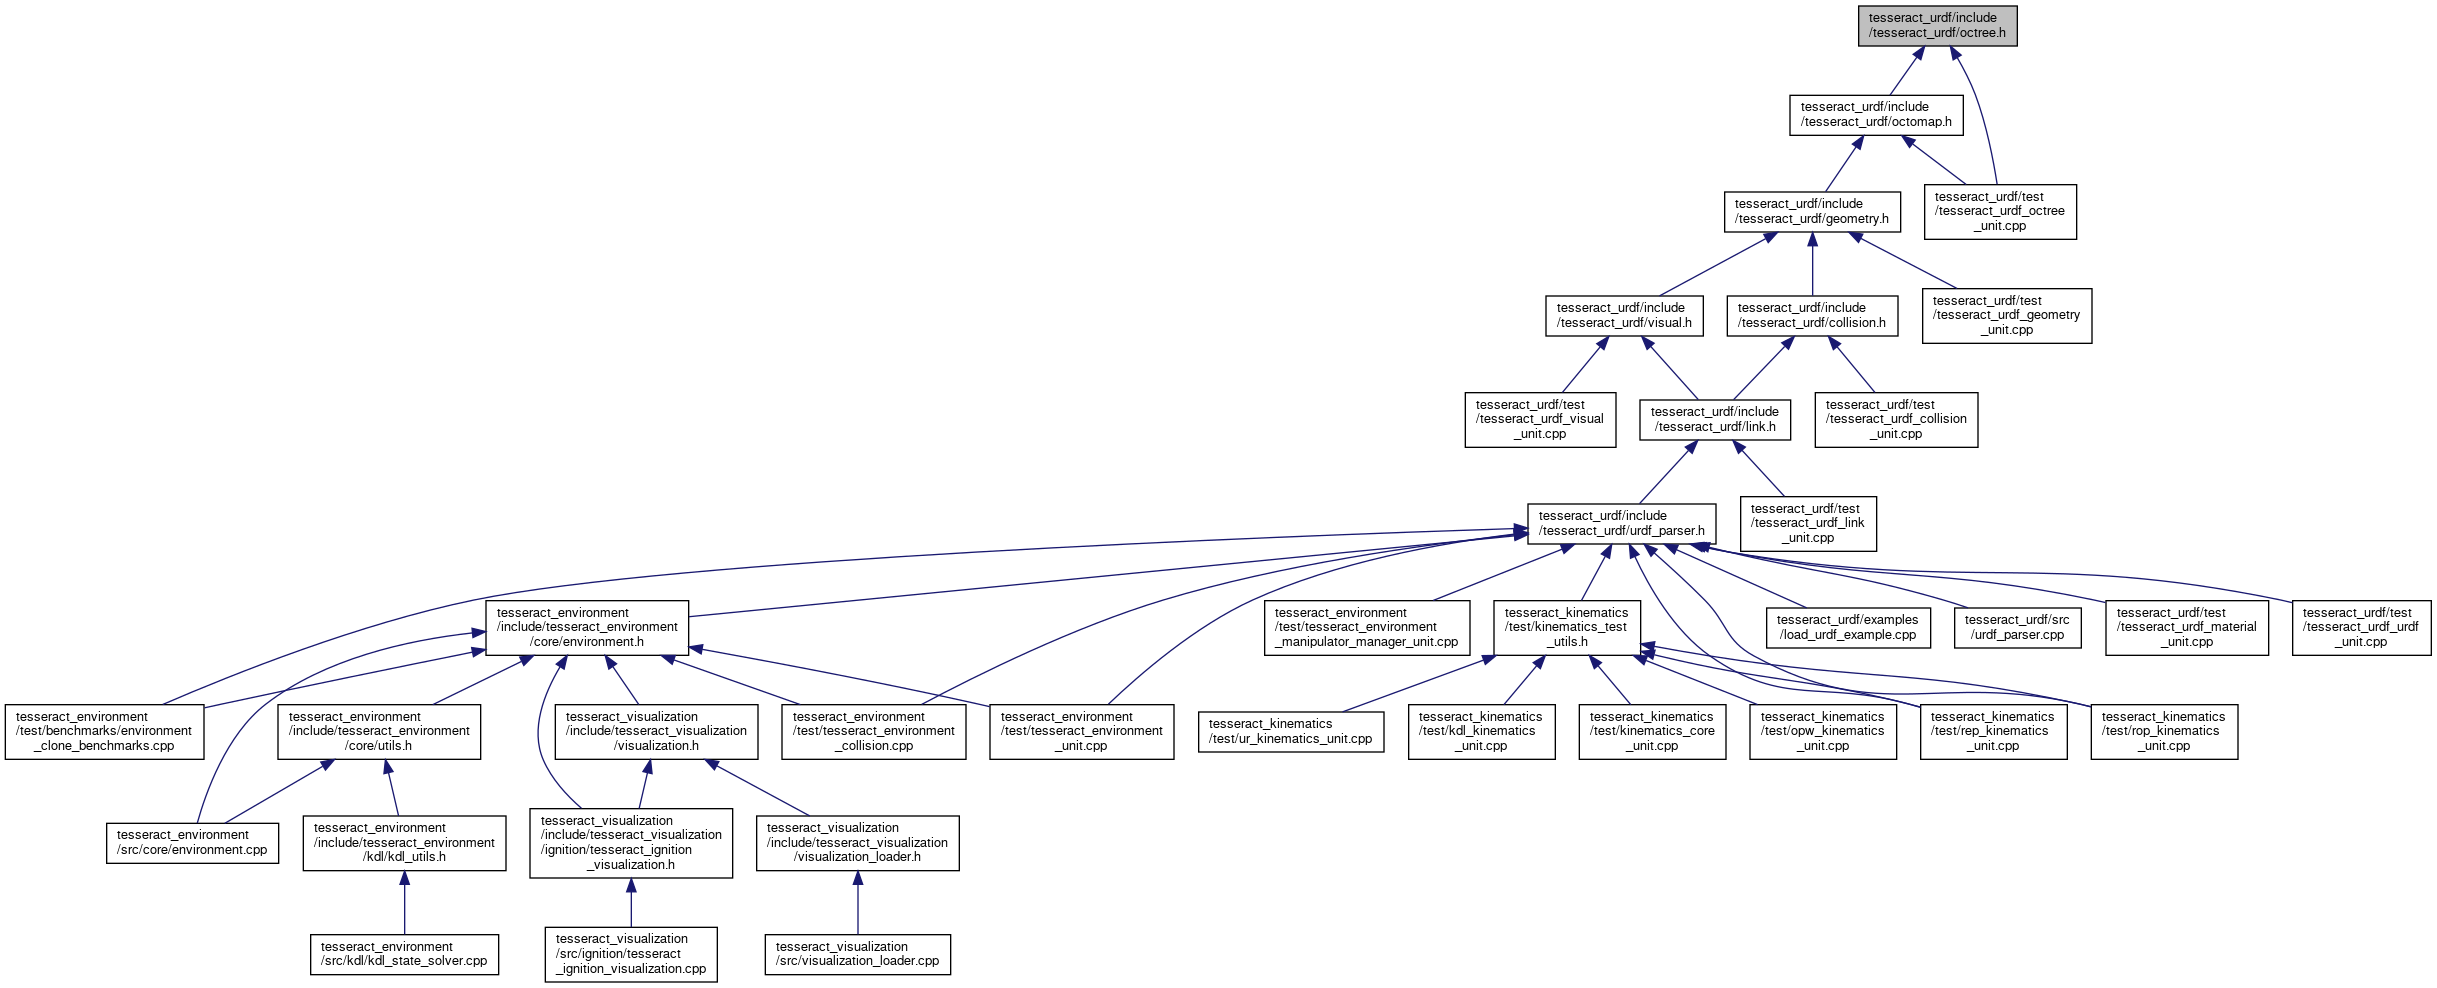 tesseract_urdf/include
/tesseract_urdf/octree.h
tesseract_urdf/include
/tesseract_urdf/octomap.h
tesseract_urdf/include
/tesseract_urdf/geometry.h
tesseract_urdf/test
/tesseract_urdf_octree
_unit.cpp
tesseract_urdf/include
/tesseract_urdf/visual.h
tesseract_urdf/include
/tesseract_urdf/collision.h
tesseract_urdf/test
/tesseract_urdf_geometry
_unit.cpp
tesseract_urdf/test
/tesseract_urdf_visual
_unit.cpp
tesseract_urdf/include
/tesseract_urdf/link.h
tesseract_urdf/test
/tesseract_urdf_collision
_unit.cpp
tesseract_urdf/include
/tesseract_urdf/urdf_parser.h
tesseract_urdf/test
/tesseract_urdf_link
_unit.cpp
tesseract_environment
/include/tesseract_environment
/core/environment.h
tesseract_environment
/test/tesseract_environment
_manipulator_manager_unit.cpp
tesseract_kinematics
/test/kinematics_test
_utils.h
tesseract_urdf/examples
/load_urdf_example.cpp
tesseract_urdf/src
/urdf_parser.cpp
tesseract_urdf/test
/tesseract_urdf_material
_unit.cpp
tesseract_urdf/test
/tesseract_urdf_urdf
_unit.cpp
tesseract_environment
/test/benchmarks/environment
_clone_benchmarks.cpp
tesseract_environment
/include/tesseract_environment
/core/utils.h
tesseract_visualization
/include/tesseract_visualization
/visualization.h
tesseract_environment
/test/tesseract_environment
_collision.cpp
tesseract_environment
/test/tesseract_environment
_unit.cpp
tesseract_kinematics
/test/ur_kinematics_unit.cpp
tesseract_kinematics
/test/kdl_kinematics
_unit.cpp
tesseract_kinematics
/test/kinematics_core
_unit.cpp
tesseract_kinematics
/test/opw_kinematics
_unit.cpp
tesseract_kinematics
/test/rep_kinematics
_unit.cpp
tesseract_kinematics
/test/rop_kinematics
_unit.cpp
tesseract_environment
/src/core/environment.cpp
tesseract_environment
/include/tesseract_environment
/kdl/kdl_utils.h
tesseract_visualization
/include/tesseract_visualization
/ignition/tesseract_ignition
_visualization.h
tesseract_visualization
/include/tesseract_visualization
/visualization_loader.h
tesseract_environment
/src/kdl/kdl_state_solver.cpp
tesseract_visualization
/src/ignition/tesseract
_ignition_visualization.cpp
tesseract_visualization
/src/visualization_loader.cpp